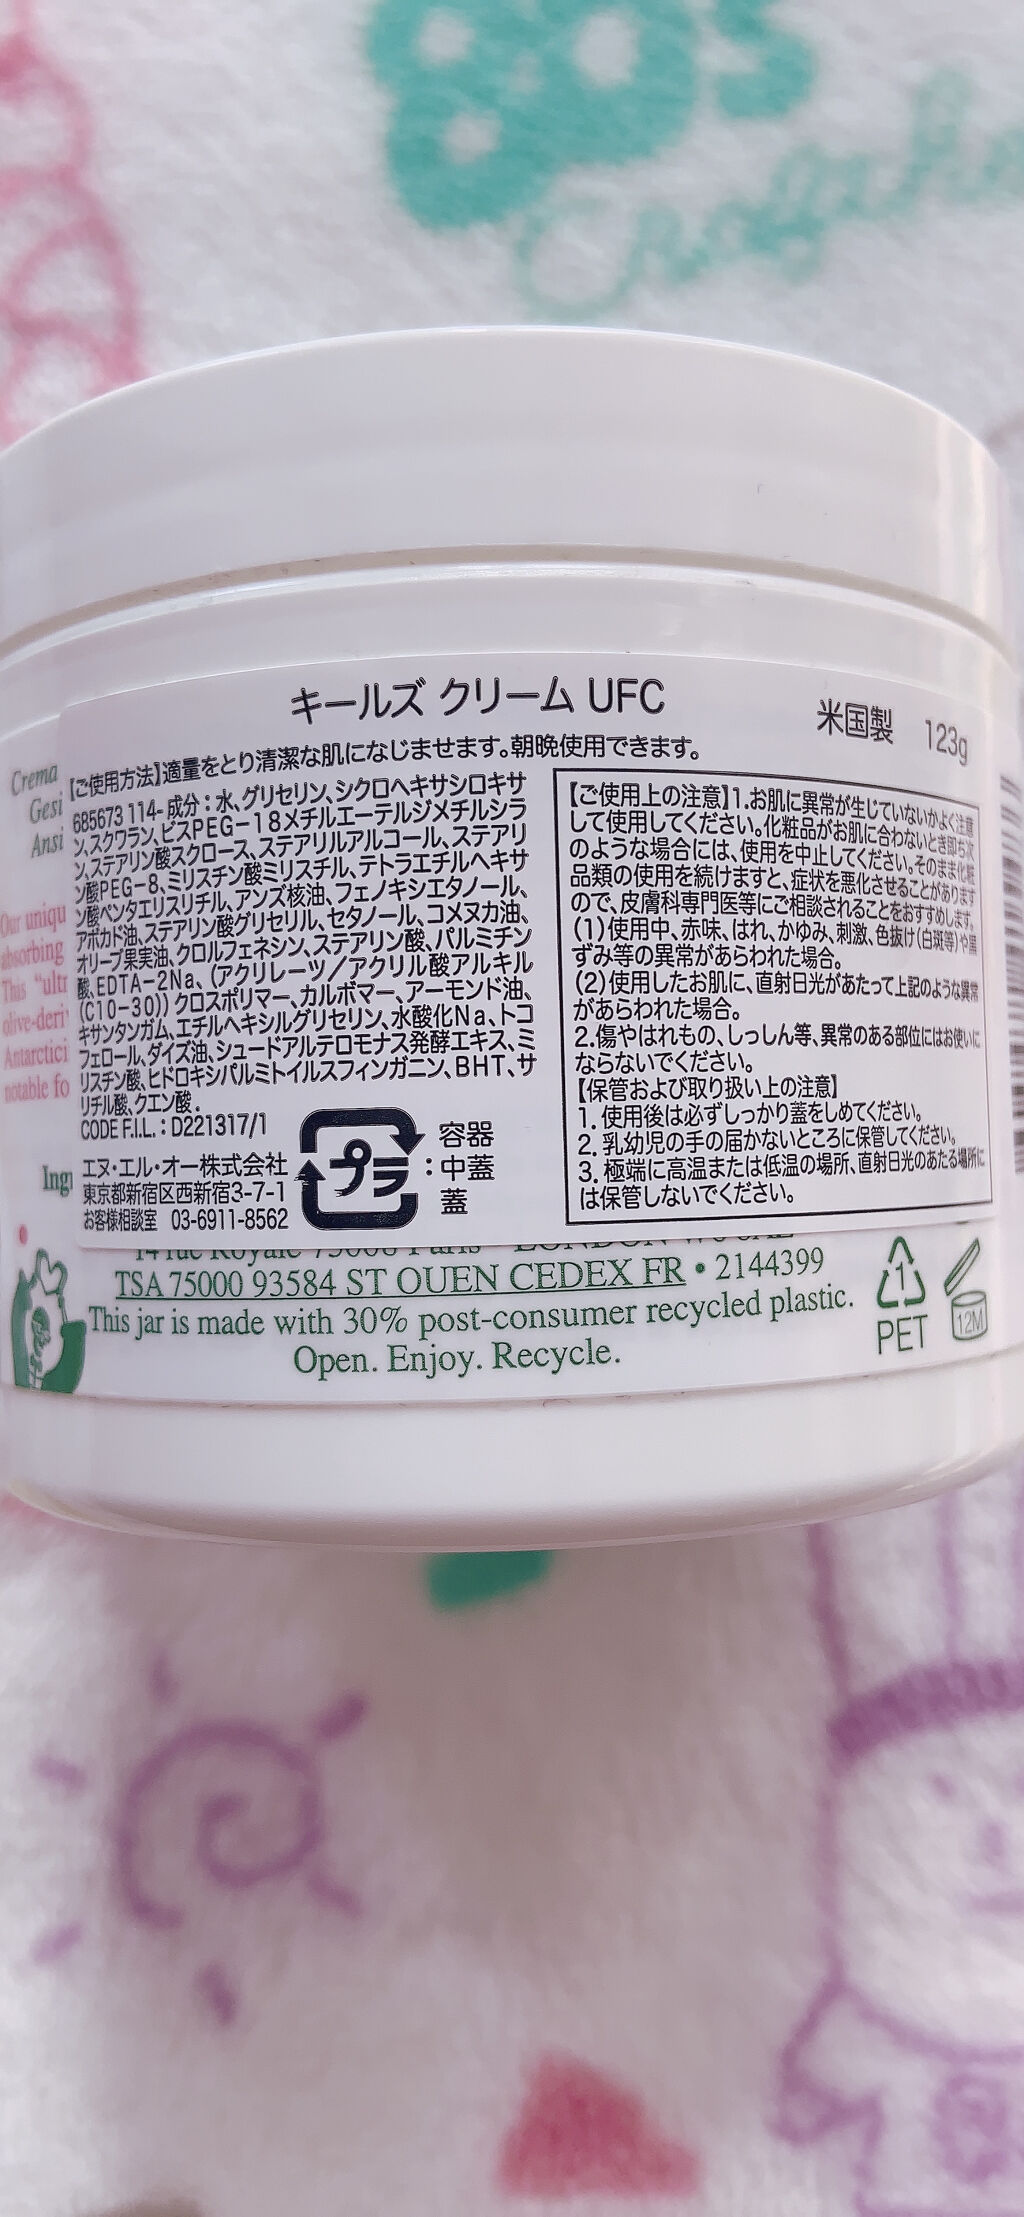 キールズ クリーム UFC
米国製 123g
【ご使用方法】適量をとり清潔な肌になじませます。朝晩使用できます。
685673 114- 成分：水、グリセリン、シクロヘキサシロキサ
ン、スクワラン、ビスPEG-18メチルエーテルジメチルシラ
ン、ステアリン酸スクロース、ステアリルアルコール、ステアリ
ン酸PEG-8、ミリスチン酸ミリスチル、テトラエチルヘキサ
ン酸ペンタエリスリチル、アンズ核油、フェノキシエタノール、
アボカド油、ステアリン酸グリセリル、セタノール、コメヌカ油、
オリーブ果実油、クロルフェネシン、ステアリン酸、パルミチン
酸、EDTA-2Na、(アクリレーツ／アクリル酸アルキル
(C10-30)) クロスポリマー、カルボマー、アーモンド油、
キサンタンガム、エチルヘキシルグリセリン、水酸化Na、トコ
フェロール、ダイズ油、シュードアルテロモナス発酵エキス、ミ
リスチン酸、ヒドロキシパルミトイルスフィンガニン、BHT、サ
リチル酸、クエン酸.
CODE F.I.L. : D221317/1
エヌ・エル・オー株式会社
東京都新宿区西新宿3-7-1
お客様相談室 03-6911-8562
プラ
：容器
中蓋
蓋
【ご使用上の注意】1.お肌に異常が生じていないかよく注意
して使用してください。化粧品がお肌に合わないとき即ち次
のような場合には、使用を中止してください。そのまま化粧
品類の使用を続けますと、症状を悪化させることがあります
ので、皮膚科専門医等にご相談されることをおすすめします。
(1)使用中、赤味、はれ、かゆみ、刺激、色抜け(白斑等)や黒
ずみ等の異常があらわれた場合。
(2)使用したお肌に、直射日光があたって上記のような異常
があらわれた場合。
2.傷やはれもの、しっしん等、異常のある部位にはお使いに
ならないでください。
【保管および取り扱い上の注意】
1. 使用後は必ずしっかり蓋をしめてください。
2. 乳幼児の手の届かないところに保管してください。
3. 極端に高温または低温の場所、直射日光のあたる場所に
は保管しないでください。
Crema
Gesi
Ansi
Our uniqu
absorbing
This "ultr
olive-deri
Antarctici
notable fo
Ing
14 rue Royale 75008 Paris
TSA 75000 93584 ST OUEN CEDEX FR • 2144399
This jar is made with 30% post-consumer recycled plastic.
Open. Enjoy. Recycle.
1
PET
12M